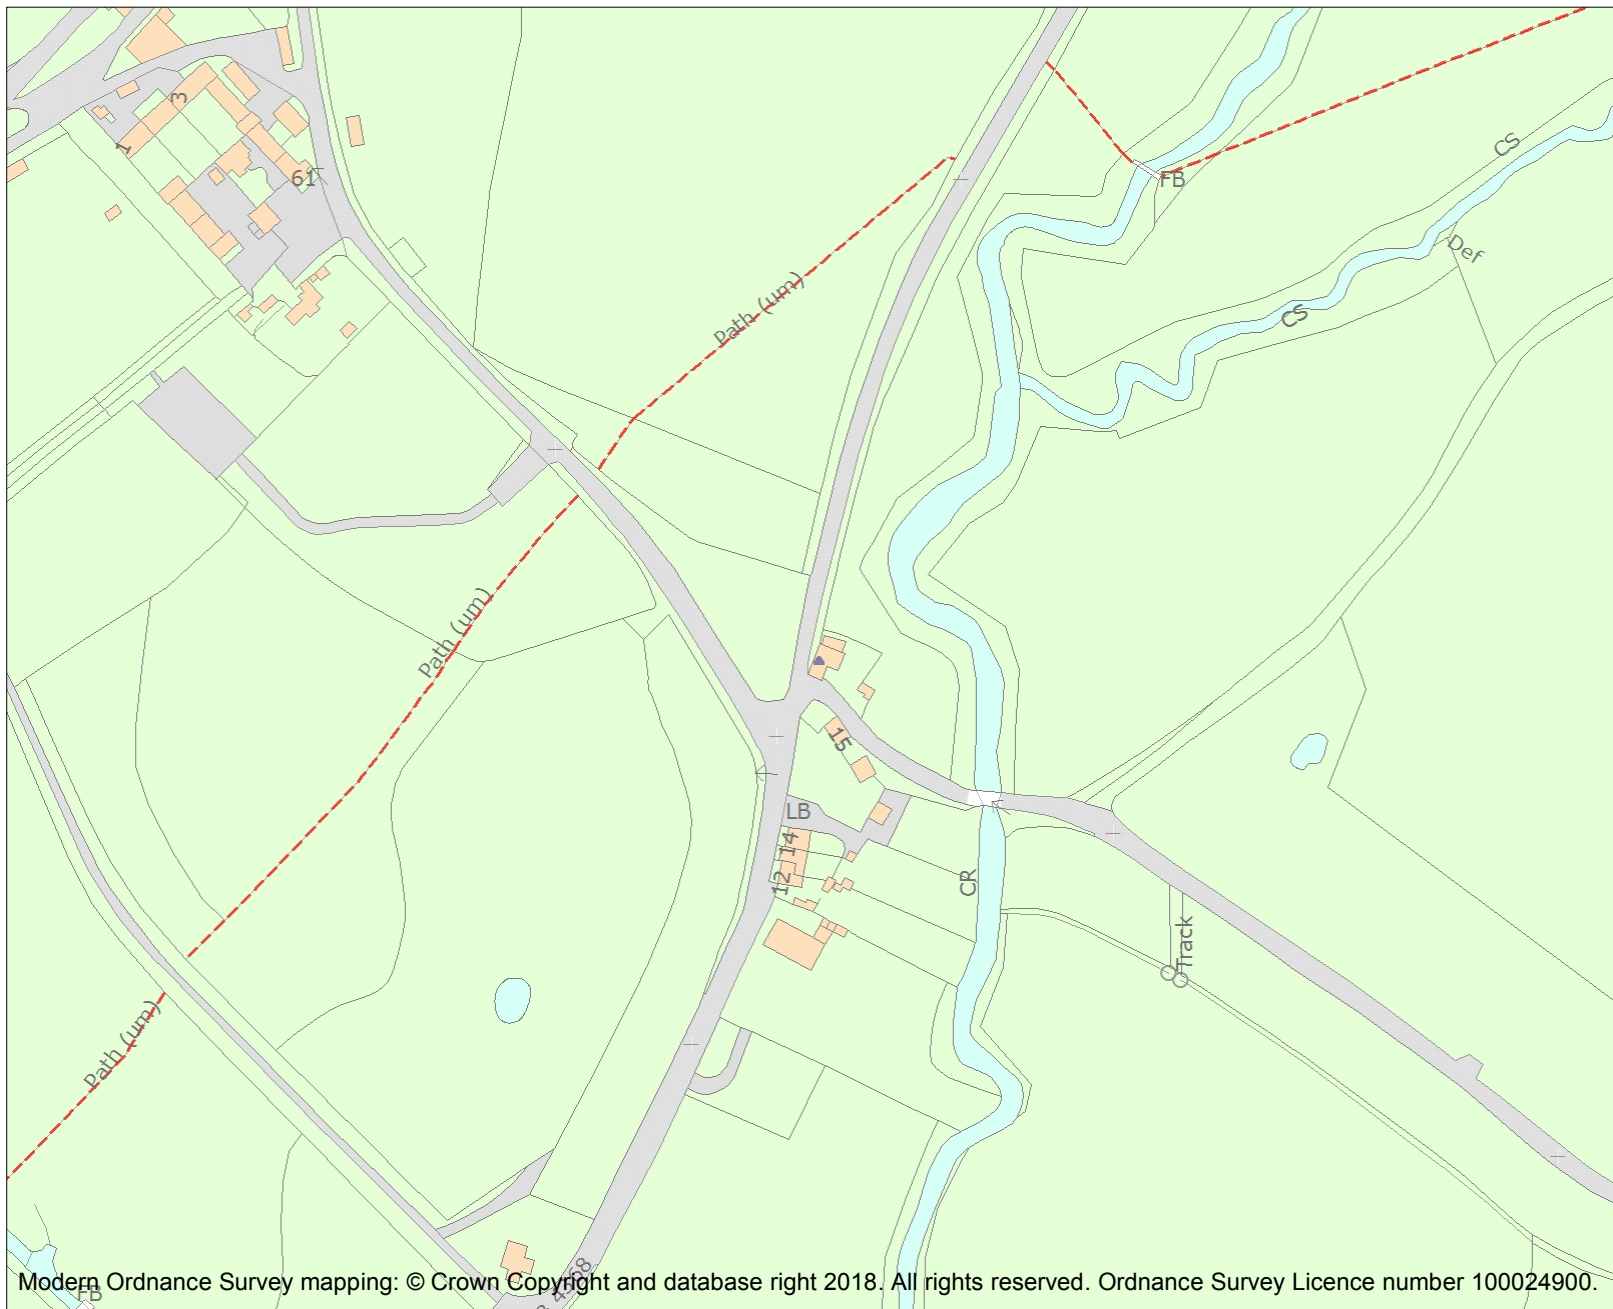 3
1
61
FB
CS
Def
CS
Path (um)
Path (um)
15
LB
14
12
CR
Track
Path (um)
4568
FB
Modern Ordnance Survey mapping: © Crown Copyright and database right 2018. All rights reserved. Ordnance Survey Licence number 100024900.